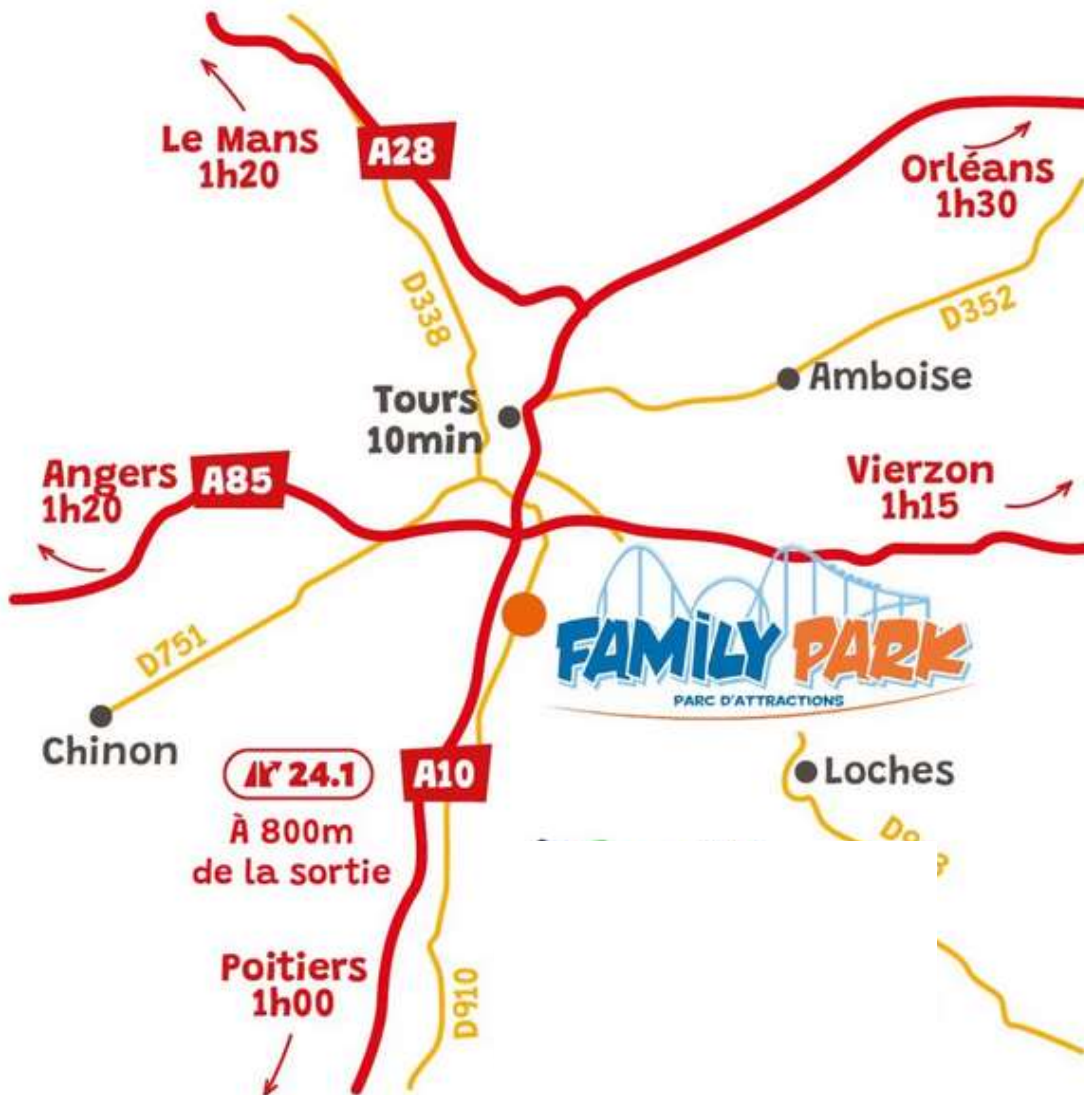 Le Mans
1h20
A28
Orléans
1h30
D338
D352
Amboise
Tours
10min
Angers
1h20
A85
Vierzon
1h15
D751
FAMILY PARK
PARC D'ATTRACTIONS
Chinon
24.1
A10
Loches
À 800m
de la sortie
Poitiers
1h00
D910